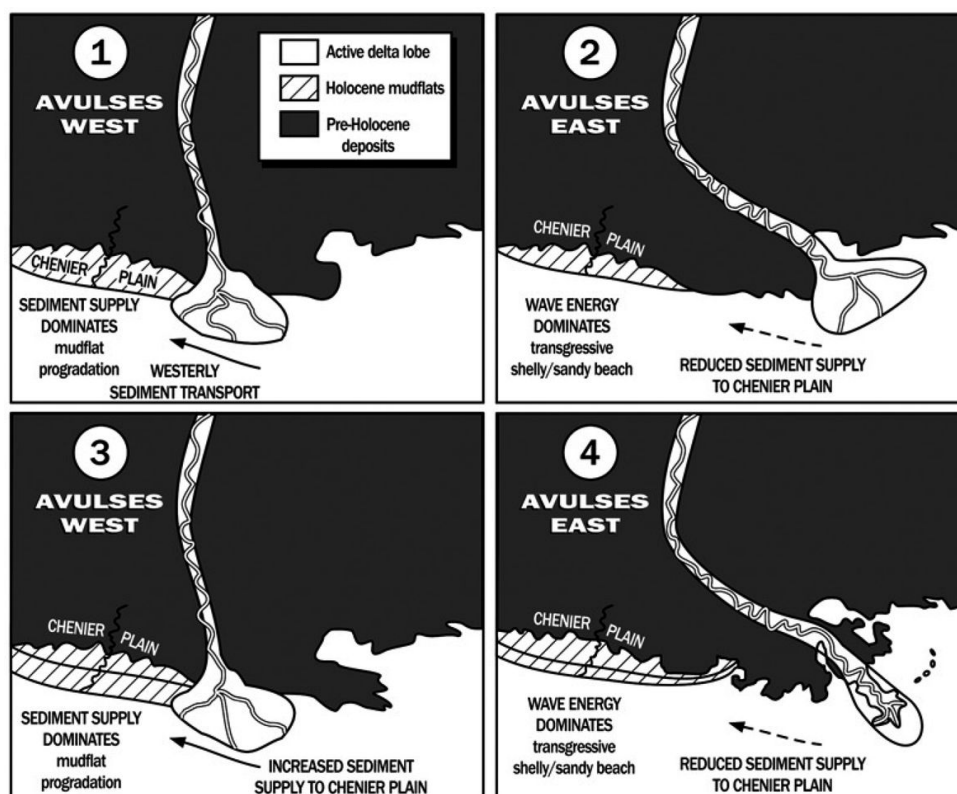 1
AVULSES
WEST
Active delta lobe
Holocene mudflats
Pre-Holocene
deposits
CHENIER
PLAIN
SEDIMENT SUPPLY
DOMINATES
mudflat
progradation
WESTERLY
SEDIMENT TRANSPORT
2
AVULSES
EAST
CHENIER
PLAIN
WAVE ENERGY
DOMINATES
transgressive
shelly/sandy beach
REDUCED SEDIMENT SUPPLY
TO CHENIER PLAIN
3
AVULSES
WEST
CHENIER
PLAIN
SEDIMENT SUPPLY
DOMINATES
mudflat
progradation
INCREASED SEDIMENT
SUPPLY TO CHENIER PLAIN
4
AVULSES
EAST
CHENIER
PLAIN
WAVE ENERGY
DOMINATES
transgressive
shelly/sandy beach
REDUCED SEDIMENT SUPPLY
TO CHENIER PLAIN